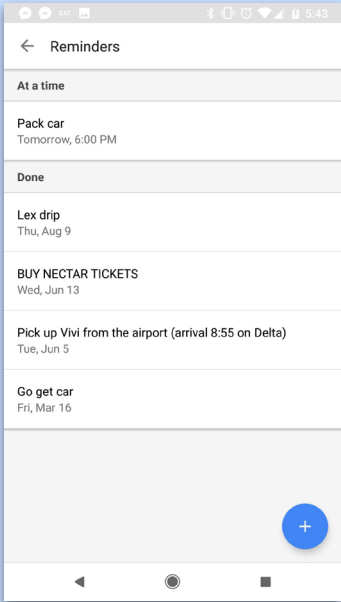 5:43
Reminders
At a time
Pack car
Tomorrow, 6:00 PM
Done
Lex drip
Thu, Aug 9
BUY NECTAR TICKETS
Wed, Jun 13
Pick up Vivi from the airport (arrival 8:55 on Delta)
Tue, Jun 5
Go get car
Fri, Mar 16